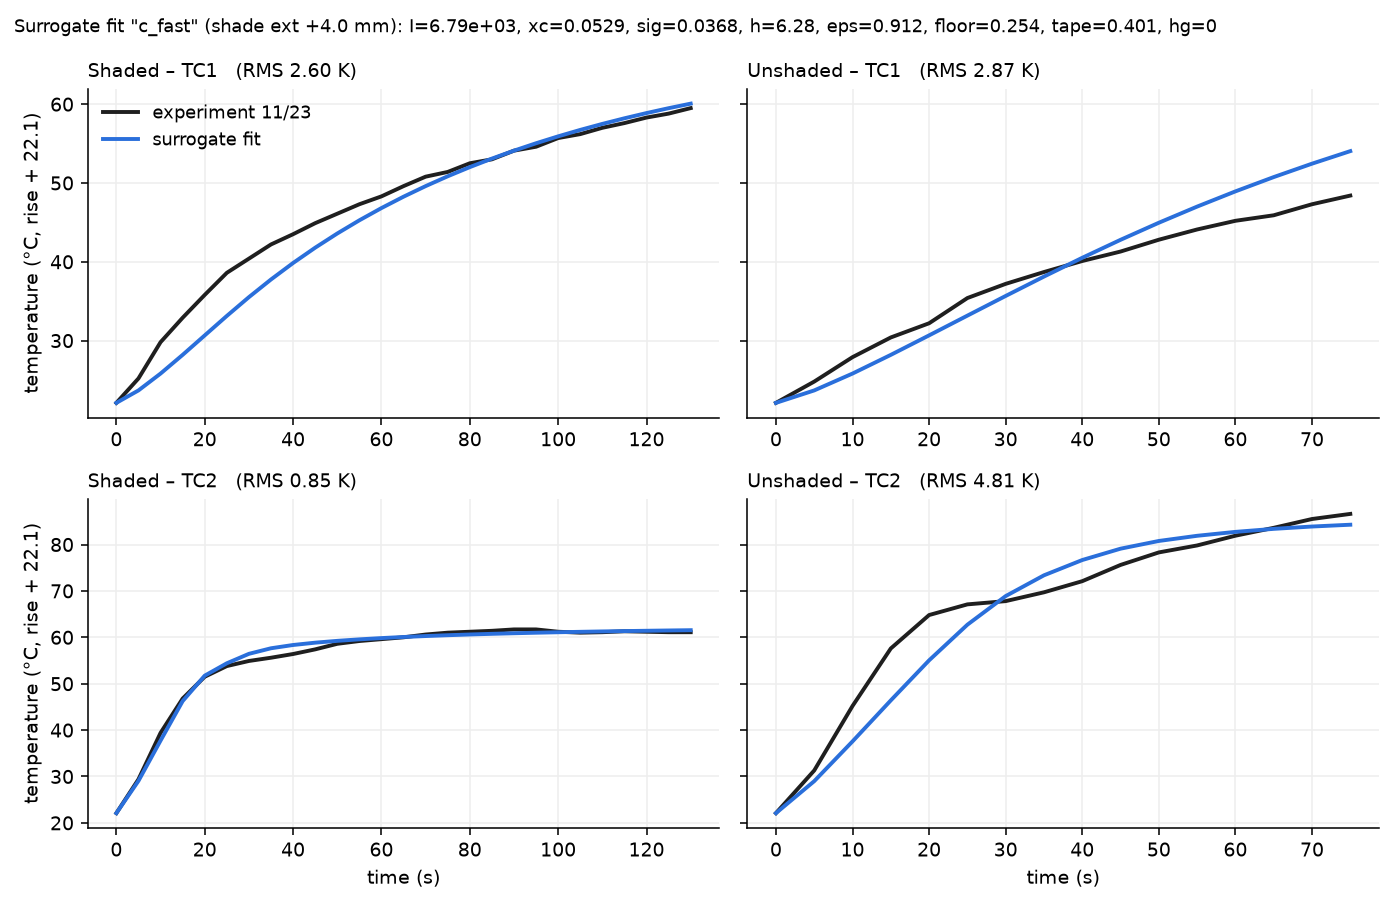 Surrogate fit "c_fast" (shade ext +4.0 mm): I=6.79e+03, xc=0.0529, sig=0.0368, h=6.28, eps=0.912, floor=0.254, tape=0.401, hg=0
Shaded – TC1   (RMS 2.60 K)
temperature (°C, rise + 22.1)
60
50
40
30
experiment 11/23
surrogate fit
0 20 40 60 80 100 120
Unshaded – TC1   (RMS 2.87 K)
0 10 20 30 40 50 60 70
Shaded – TC2   (RMS 0.85 K)
temperature (°C, rise + 22.1)
80
70
60
50
40
30
20
0 20 40 60 80 100 120
time (s)
Unshaded – TC2   (RMS 4.81 K)
0 10 20 30 40 50 60 70
time (s)